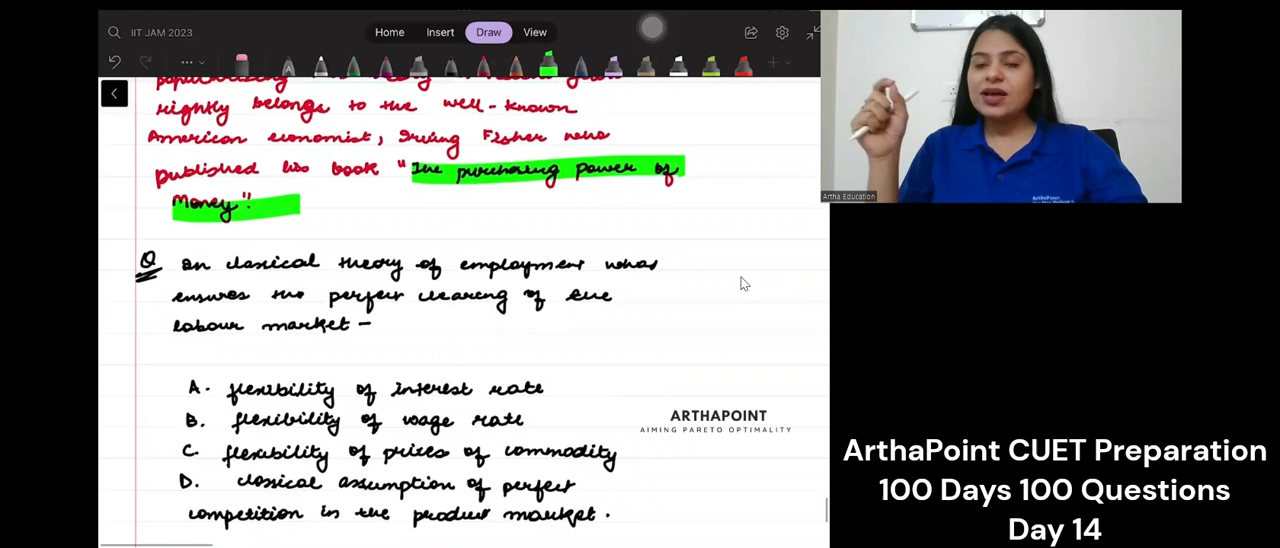 IIT JAM 2023
Home Insert Draw View
rightly belongs to the well-known
American economist, Irving Fisher who
published his book "The purchasing power of
Money".
Q In classical theory of employment what
ensures the perfect clearing of the
labour market -
A. flexibility of interest rate
B. flexibility of wage rate
C. flexibility of prices of commodity
D. classical assumption of perfect
competition in the product market.
ARTHAPOINT
AIMING PARETO OPTIMALITY
Artha Education
ArthaPoint
ArthaPoint CUET Preparation
100 Days 100 Questions
Day 14